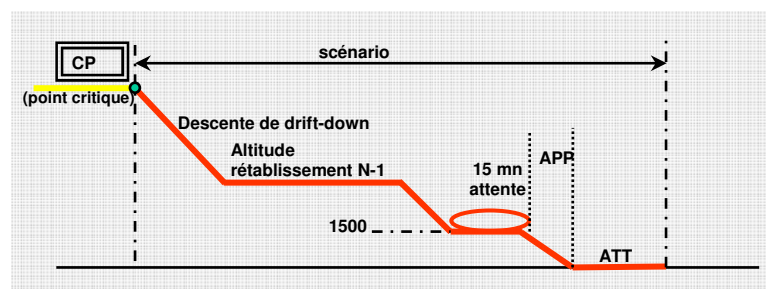 scénario
CP
(point critique)
Descente de drift-down
Altitude
rétablissement N-1
15 mn
attente
APP
1500
ATT